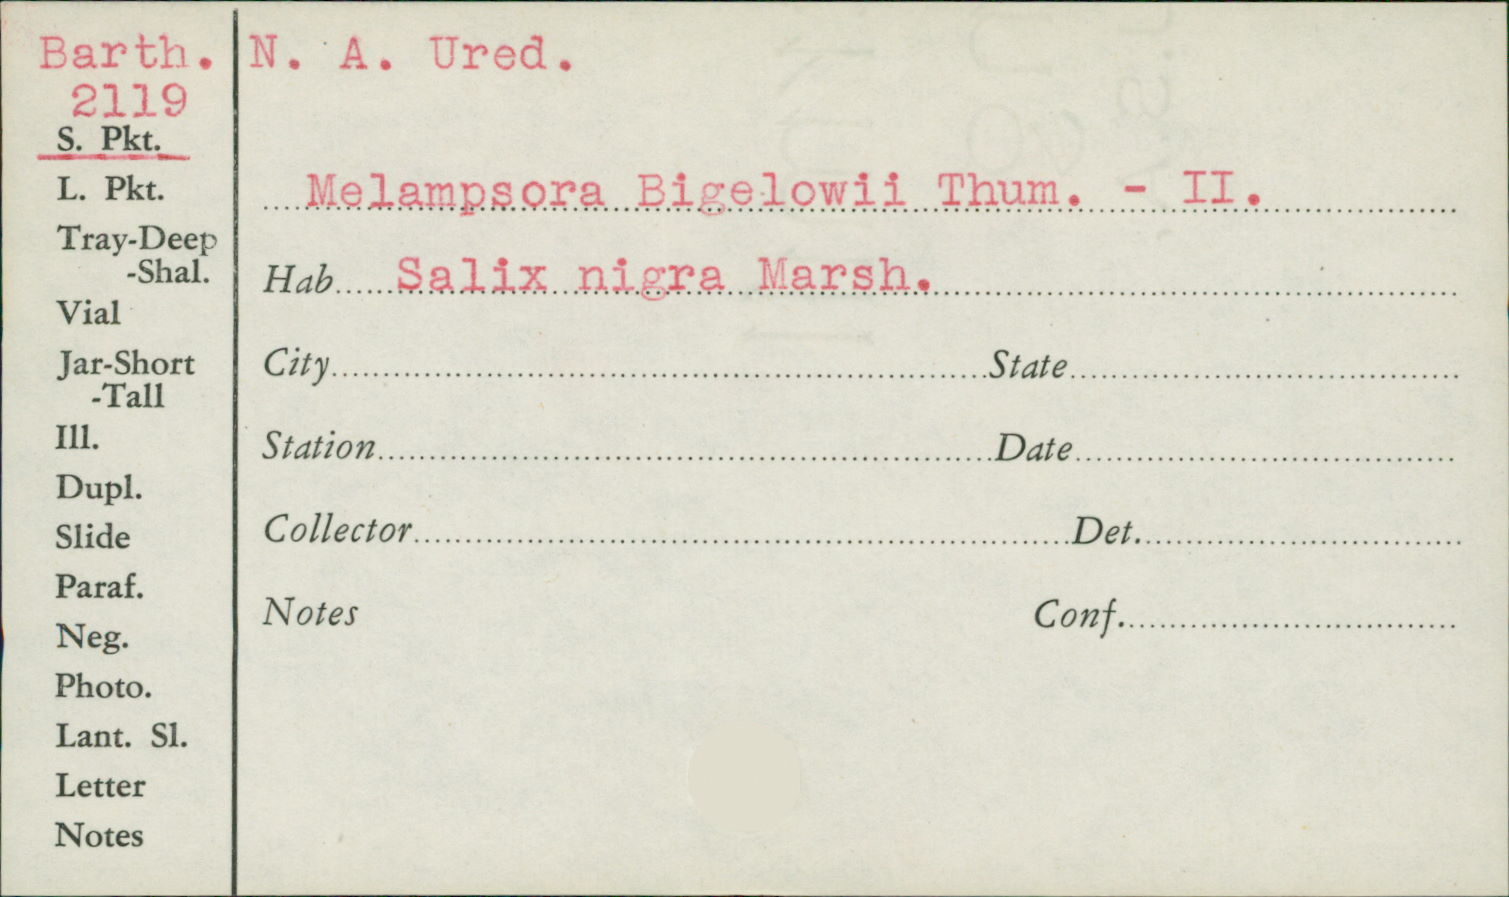 Barth. N. A. Ured.
2119
S. Pkt.
L. Pkt.
Melampsora Bigelowii Thum. - II.
Tray-Deep
-Shal.
Hab. Salix nigra Marsh.
Vial
Jar-Short
-Tall
City State
Ill.
Station Date
Dupl.
Slide
Collector Det.
Paraf.
Notes Conf.
Neg.
Photo.
Lant. Sl.
Letter
Notes